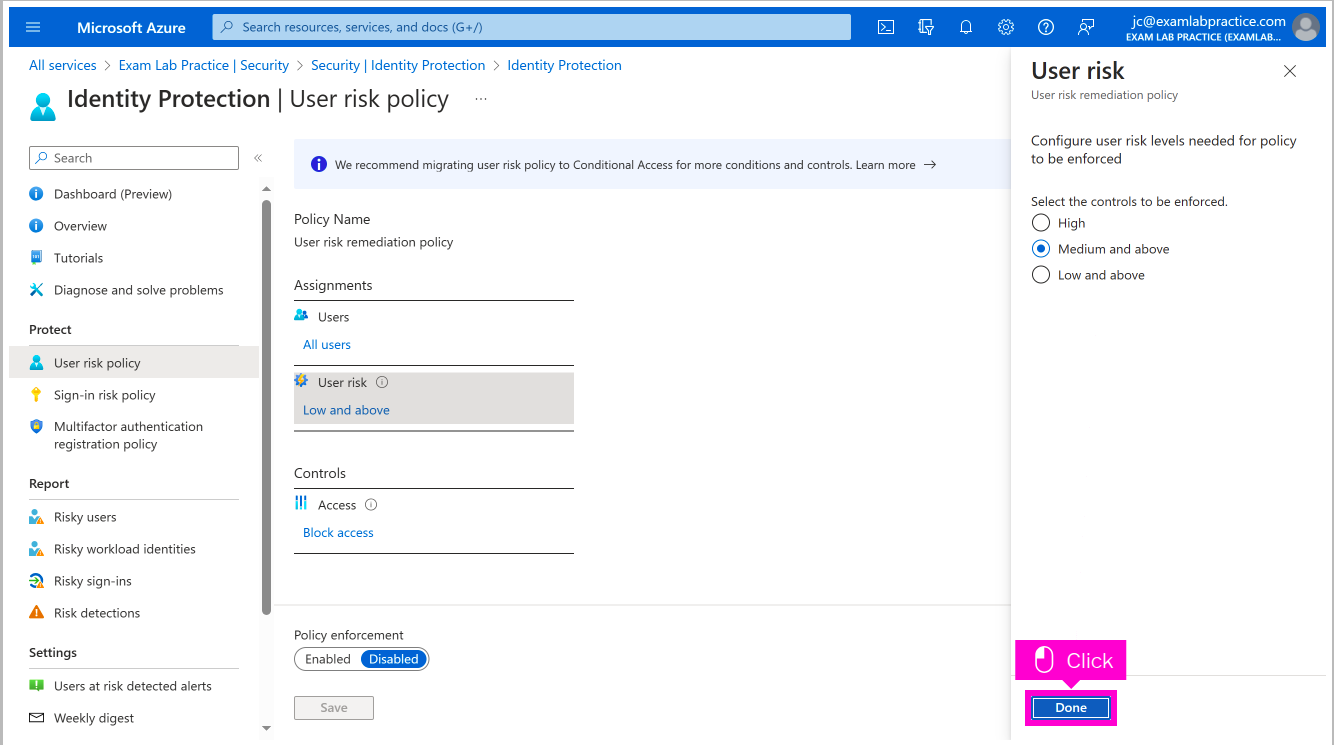 Microsoft Azure
Search resources, services, and docs (G+/)
jc@examlabpractice.com
EXAM LAB PRACTICE (EXAMLAB...
All services > Exam Lab Practice | Security > Security | Identity Protection > Identity Protection
Identity Protection | User risk policy ...
Search
«
Dashboard (Preview)
Overview
Tutorials
Diagnose and solve problems
Protect
User risk policy
Sign-in risk policy
Multifactor authentication
registration policy
Report
Risky users
Risky workload identities
Risky sign-ins
Risk detections
Settings
Users at risk detected alerts
Weekly digest
We recommend migrating user risk policy to Conditional Access for more conditions and controls. Learn more →
Policy Name
User risk remediation policy
Assignments
Users
All users
User risk
Low and above
Controls
Access
Block access
Policy enforcement
Enabled Disabled
Save
User risk
User risk remediation policy
Configure user risk levels needed for policy
to be enforced
Select the controls to be enforced.
High
Medium and above
Low and above
Click
Done